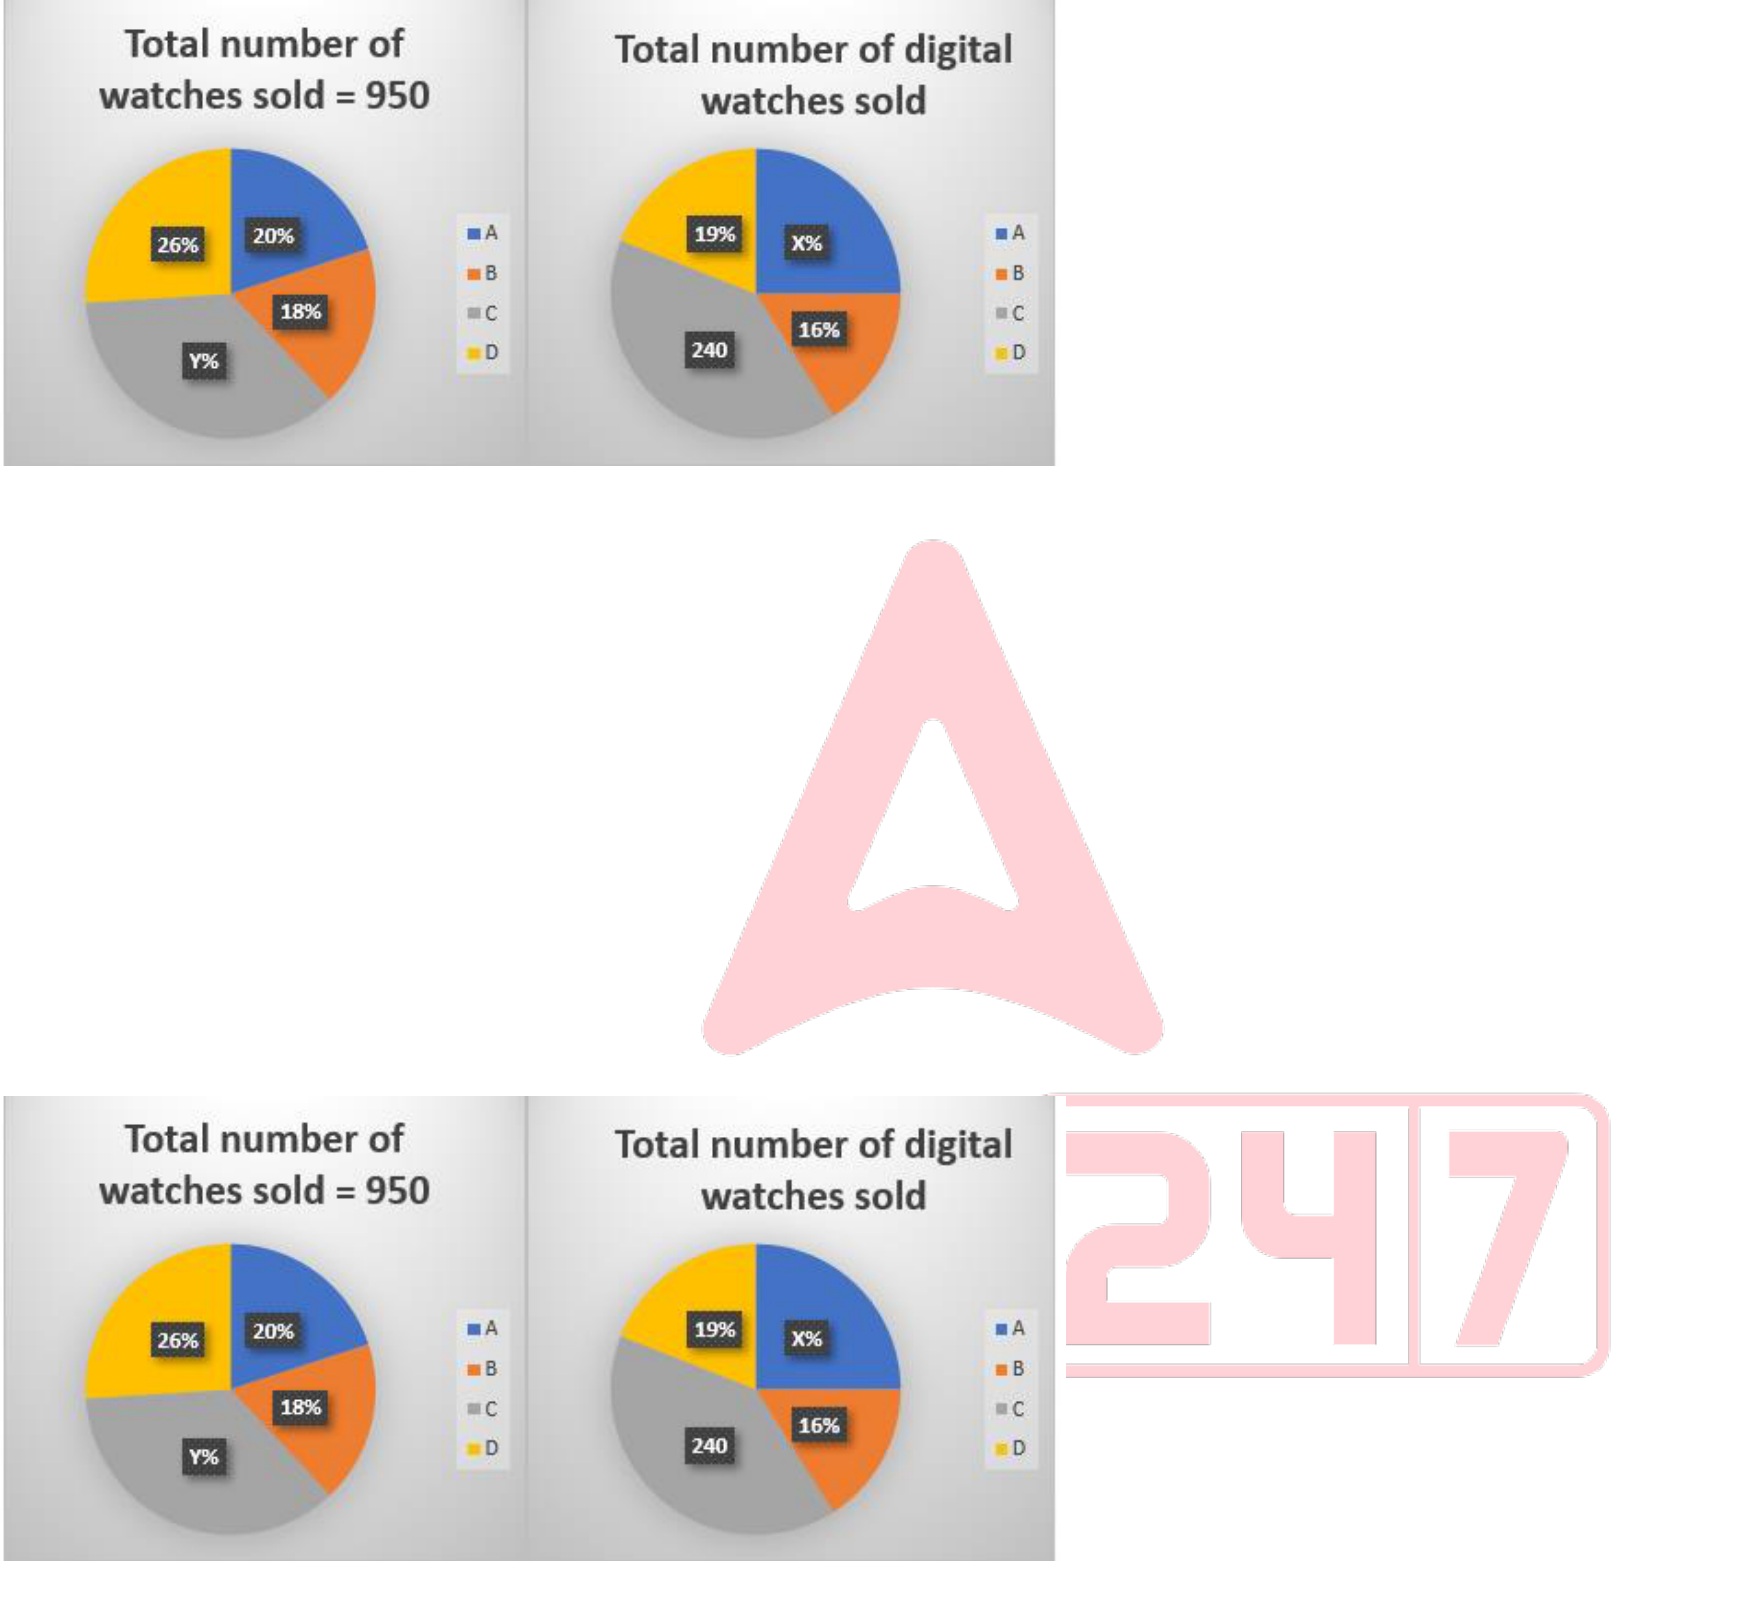 Total number of
watches sold = 950
26%
20%
18%
Y%
A
B
C
D
Total number of digital
watches sold
19%
X%
16%
240
A
B
C
D
Total number of
watches sold = 950
26%
20%
18%
Y%
A
B
C
D
Total number of digital
watches sold
19%
X%
16%
240
A
B
C
D
247